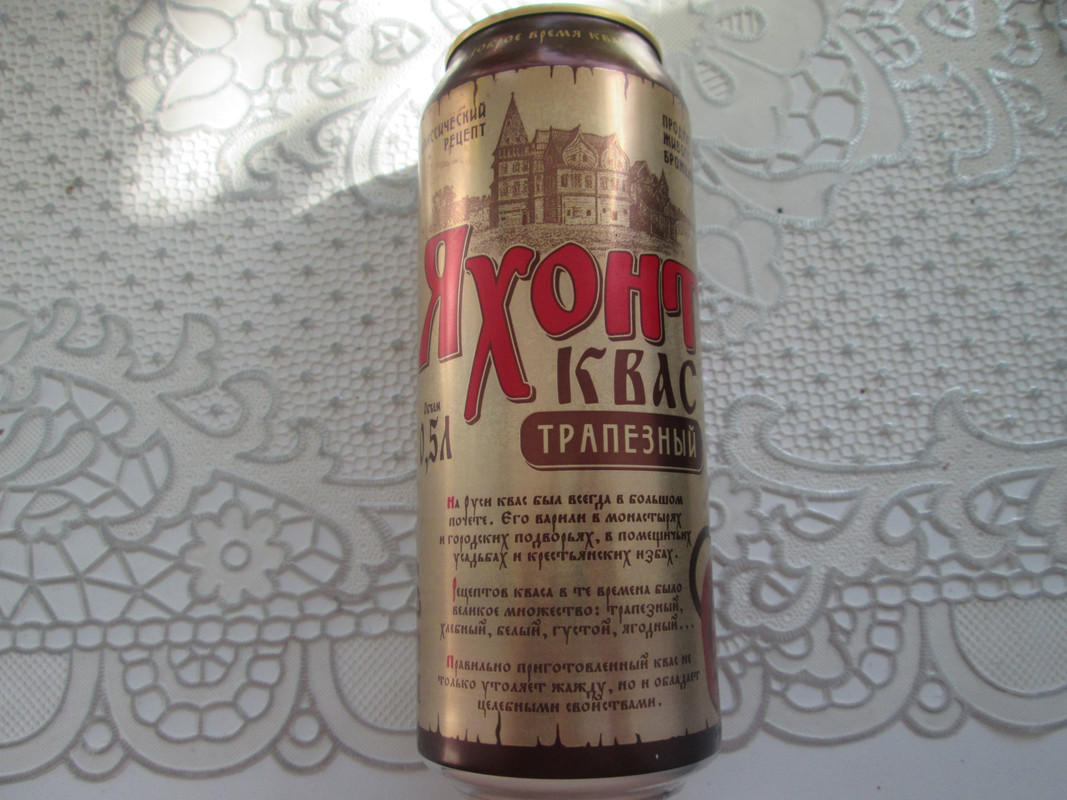 время
рецепт
Яхонт
квас
трапезный
Объем
0,5л
На Руси квас был всегда в большом
почете. Его варили в монастырях
и городских подворьях, в помещичьих
усадьбах и крестьянских избах.
Рецептов кваса в те времена было
великое множество: трапезный,
хлебный, белый, густой, ягодный...
Правильно приготовленный квас не
только утоляет жажду, но и обладает
целебными свойствами.